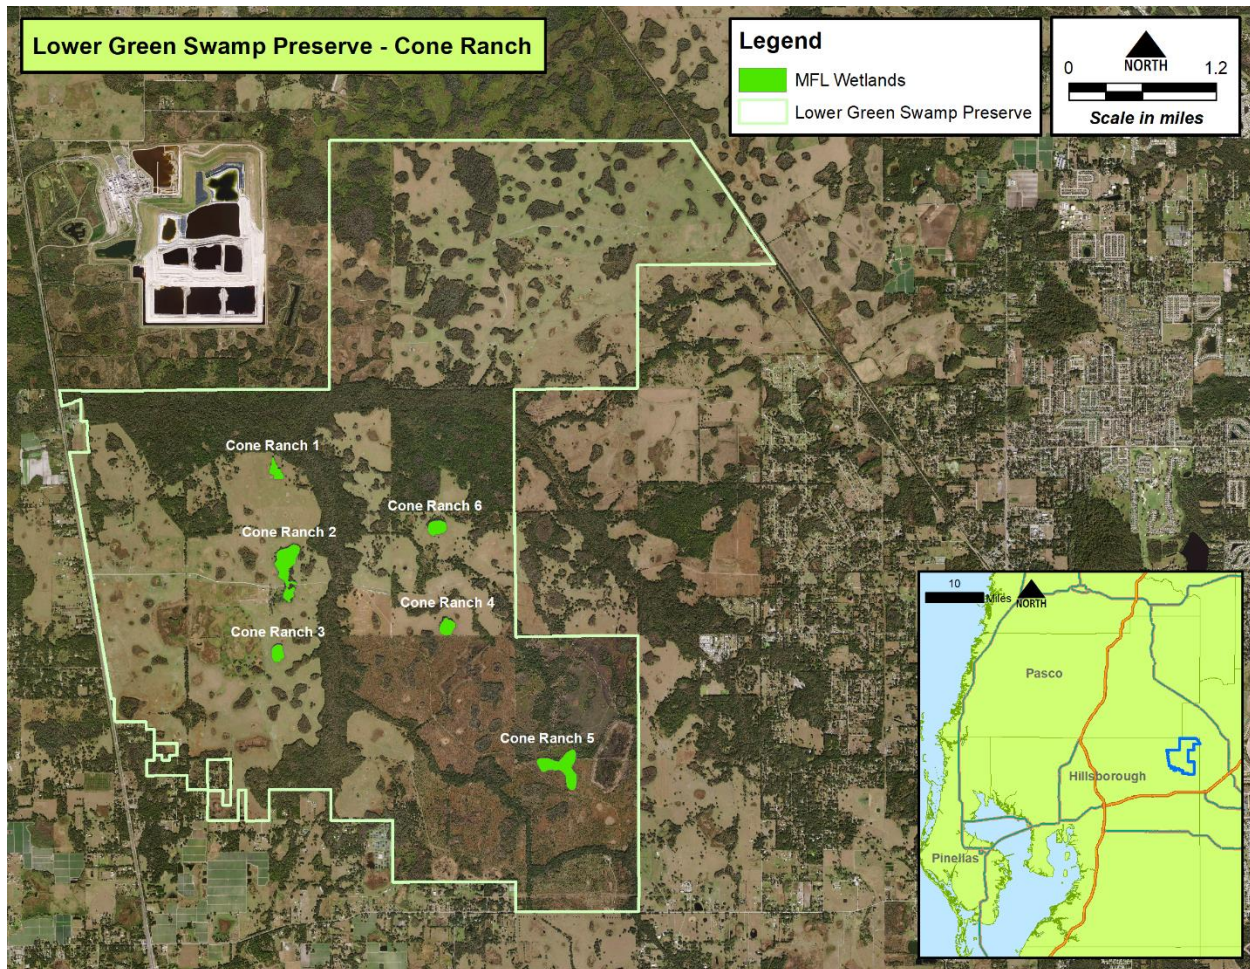 Lower Green Swamp Preserve - Cone Ranch
Legend
MFL Wetlands
Lower Green Swamp Preserve
NORTH
0 1.2
Scale in miles
Cone Ranch 1
Cone Ranch 6
Cone Ranch 2
Cone Ranch 4
Cone Ranch 3
Cone Ranch 5
10
Miles
NORTH
Pasco
Hillsborough
Pinellas